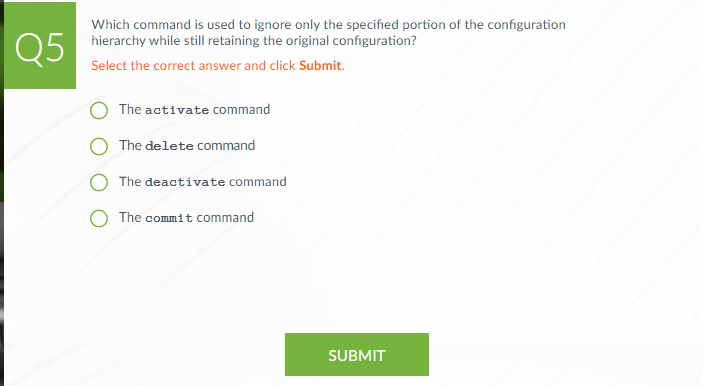 Q5
Which command is used to ignore only the specified portion of the configuration
hierarchy while still retaining the original configuration?
Select the correct answer and click Submit.
The activate command
The delete command
The deactivate command
The commit command
SUBMIT